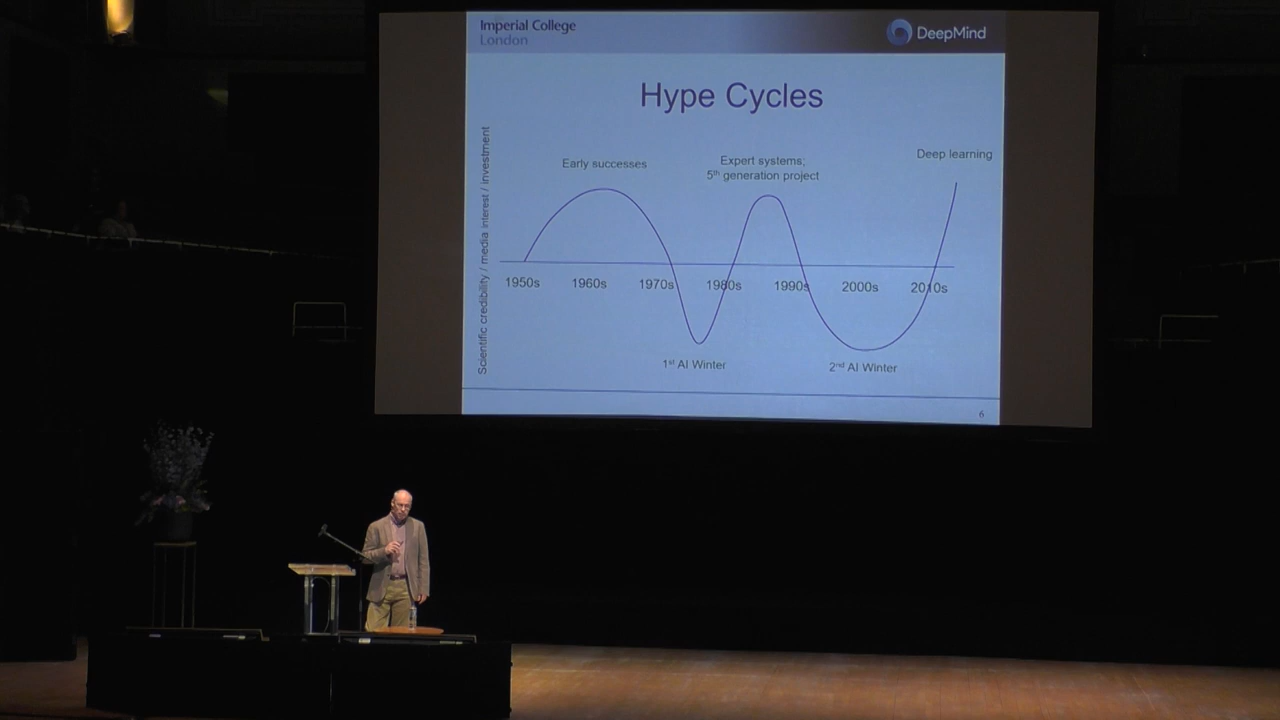 Imperial College
London
DeepMind
Hype Cycles
Scientific credibility / media interest / investment
Early successes
Expert systems;
5th generation project
Deep learning
1950s 1960s 1970s 1980s 1990s 2000s 2010s
1st AI Winter
2nd AI Winter
6